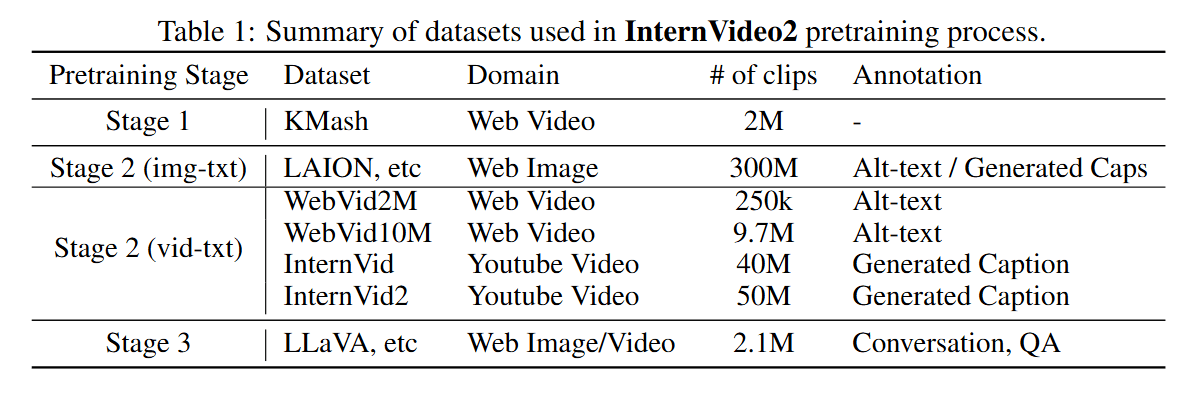 Table 1: Summary of datasets used in InternVideo2 pretraining process.
Pretraining Stage Dataset Domain # of clips Annotation
Stage 1 KMash Web Video 2M -
Stage 2 (img-txt) LAION, etc Web Image 300M Alt-text / Generated Caps
WebVid2M Web Video 250k Alt-text
WebVid10M Web Video 9.7M Alt-text
Stage 2 (vid-txt)
InternVid Youtube Video 40M Generated Caption
InternVid2 Youtube Video 50M Generated Caption
Stage 3 LLaVA, etc Web Image/Video 2.1M Conversation, QA